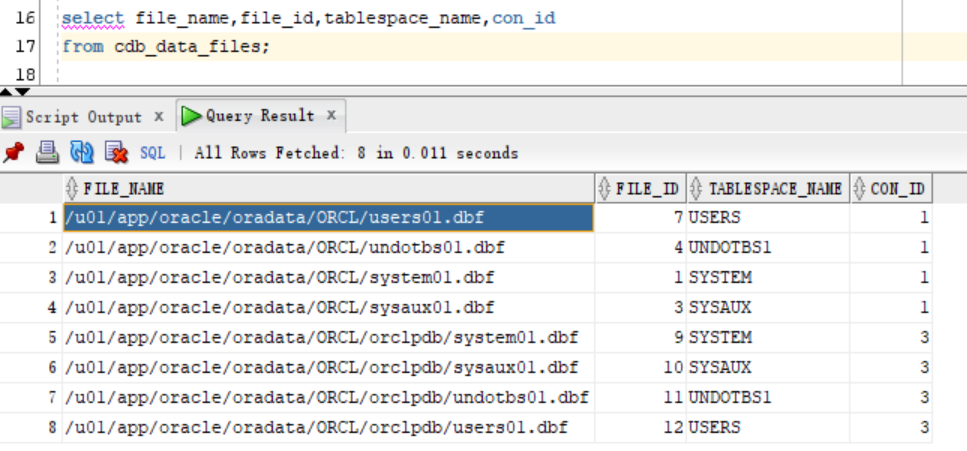 16 select file_name,file_id,tablespace_name,con_id
17 from cdb_data_files;
18
Script Output x Query Result x
SQL | All Rows Fetched: 8 in 0.011 seconds
FILE_NAME FILE_ID TABLESPACE_NAME CON_ID
1 /u01/app/oracle/oradata/ORCL/users01.dbf 7 USERS 1
2 /u01/app/oracle/oradata/ORCL/undotbs01.dbf 4 UNDOTBS1 1
3 /u01/app/oracle/oradata/ORCL/system01.dbf 1 SYSTEM 1
4 /u01/app/oracle/oradata/ORCL/sysaux01.dbf 3 SYSAUX 1
5 /u01/app/oracle/oradata/ORCL/orclpdb/system01.dbf 9 SYSTEM 3
6 /u01/app/oracle/oradata/ORCL/orclpdb/sysaux01.dbf 10 SYSAUX 3
7 /u01/app/oracle/oradata/ORCL/orclpdb/undotbs01.dbf 11 UNDOTBS1 3
8 /u01/app/oracle/oradata/ORCL/orclpdb/users01.dbf 12 USERS 3